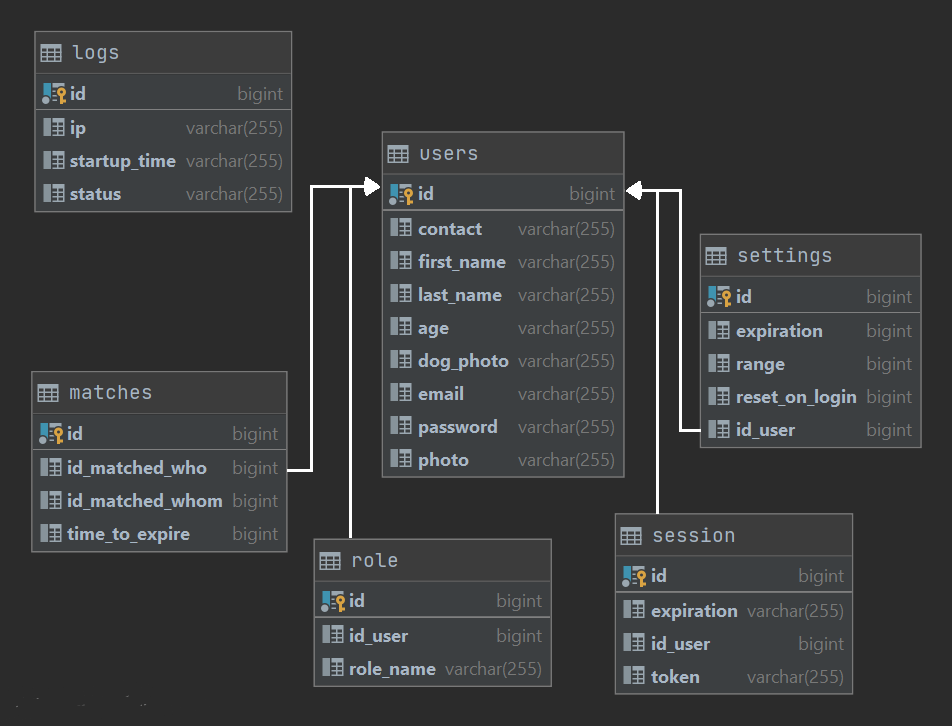 logs
id bigint
ip varchar(255)
startup_time varchar(255)
status varchar(255)
users
id bigint
contact varchar(255)
first_name varchar(255)
last_name varchar(255)
age varchar(255)
dog_photo varchar(255)
email varchar(255)
password varchar(255)
photo varchar(255)
settings
id bigint
expiration bigint
range bigint
reset_on_login bigint
id_user bigint
matches
id bigint
id_matched_who bigint
id_matched_whom bigint
time_to_expire bigint
role
id bigint
id_user bigint
role_name varchar(255)
session
id bigint
expiration varchar(255)
id_user bigint
token varchar(255)